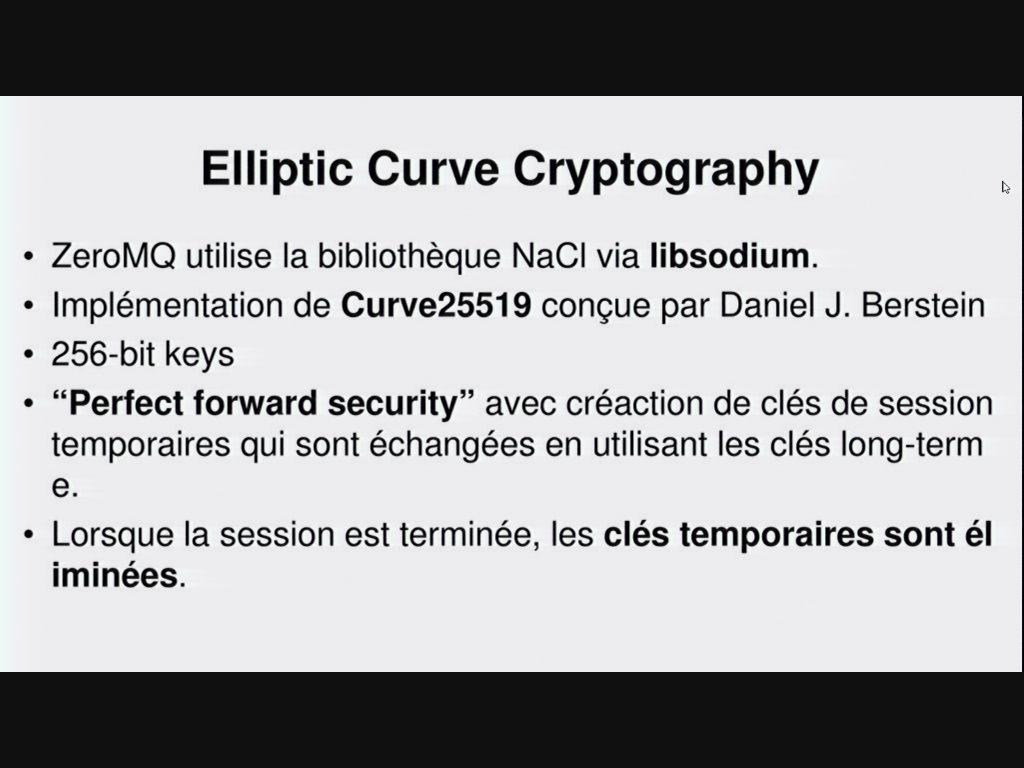 Elliptic Curve Cryptography
• ZeroMQ utilise la bibliothèque NaCl via libsodium.
• Implémentation de Curve25519 conçue par Daniel J. Berstein
• 256-bit keys
• “Perfect forward security” avec créaction de clés de session
temporaires qui sont échangées en utilisant les clés long-term
e.
• Lorsque la session est terminée, les clés temporaires sont él
iminées.